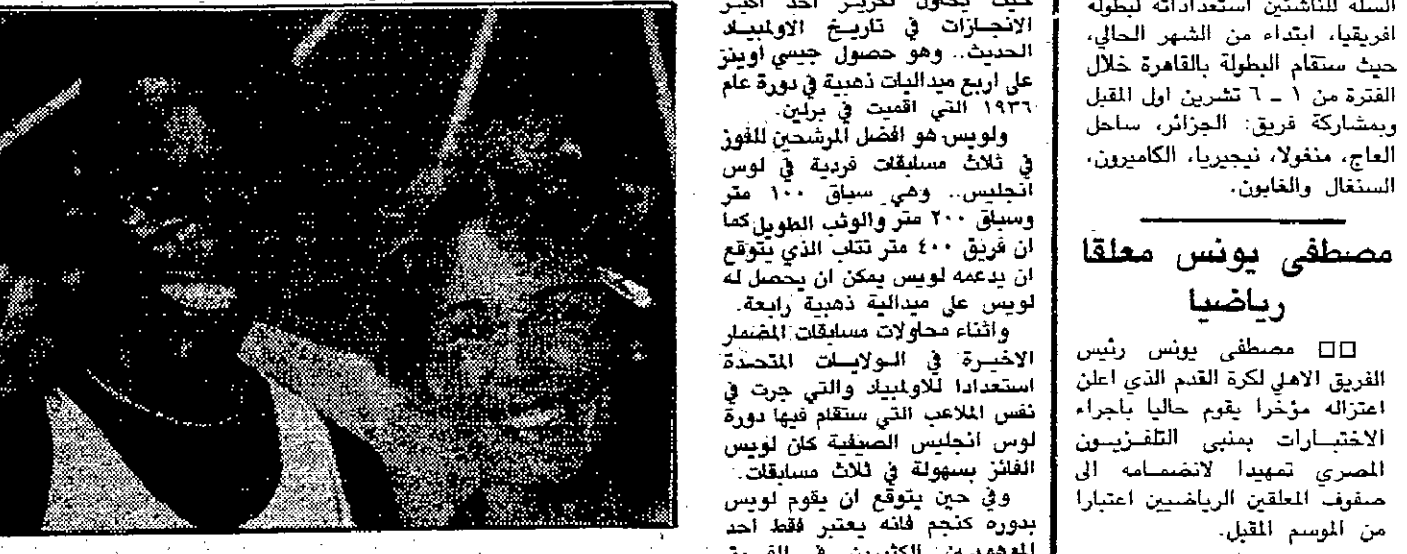 السلة للناشئين استعداداته لبطولة
افريقيا، ابتداء من الشهر الحالي،
حيث ستقام البطولة بالقاهرة خلال
الفترة من ١ ـ ٦ تشرين اول المقبل
وبمشاركة فريق: الجزائر، ساحل
العاج، منغولا، نيجيريا، الكاميرون،
السنغال والغابون.
مصطفى يونس معلقا
رياضيا
□□ مصطفى يونس رئيس
الفريق الاهلي لكرة القدم الذي اعلن
اعتزاله مؤخرا يقوم حاليا باجراء
الاختبارات بمنبى التلفزيون
المصري تمهيدا لانضمامه الى
صفوف المعلقين الرياضيين اعتبارا
من الموسم المقبل.
حيث يحاول تكرير احد اكبر
الانجازات في تاريخ الاولمبياد
الحديث.. وهو حصول جيسي اوينز
على اربع ميداليات ذهبية في دورة عام
١٩٣٦ التي اقميت في برلين.
ولويس هو افضل المرشحين للفوز
في ثلاث مسابقات فردية في لوس
انجليس.. وهي سباق ١٠٠ متر
وسباق ٢٠٠ متر والوثب الطويل كما
ان فريق ٤٠٠ متر تتاب الذي يتوقع
ان يدعمه لويس يمكن ان يحصل له
لويس على ميدالية ذهبية رابعة.
واثناء محاولات مسابقات المضمار
الاخيرة في الولايات المتحدة
استعدادا للاولمبياد والتي جرت في
نفس الملاعب التي ستقام فيها دورة
لوس انجليس الصيفية كان لويس
الفائز بسهولة في ثلاث مسابقات.
وفي حين يتوقع ان يقوم لويس
بدوره كنجم فانه يعتبر فقط احد